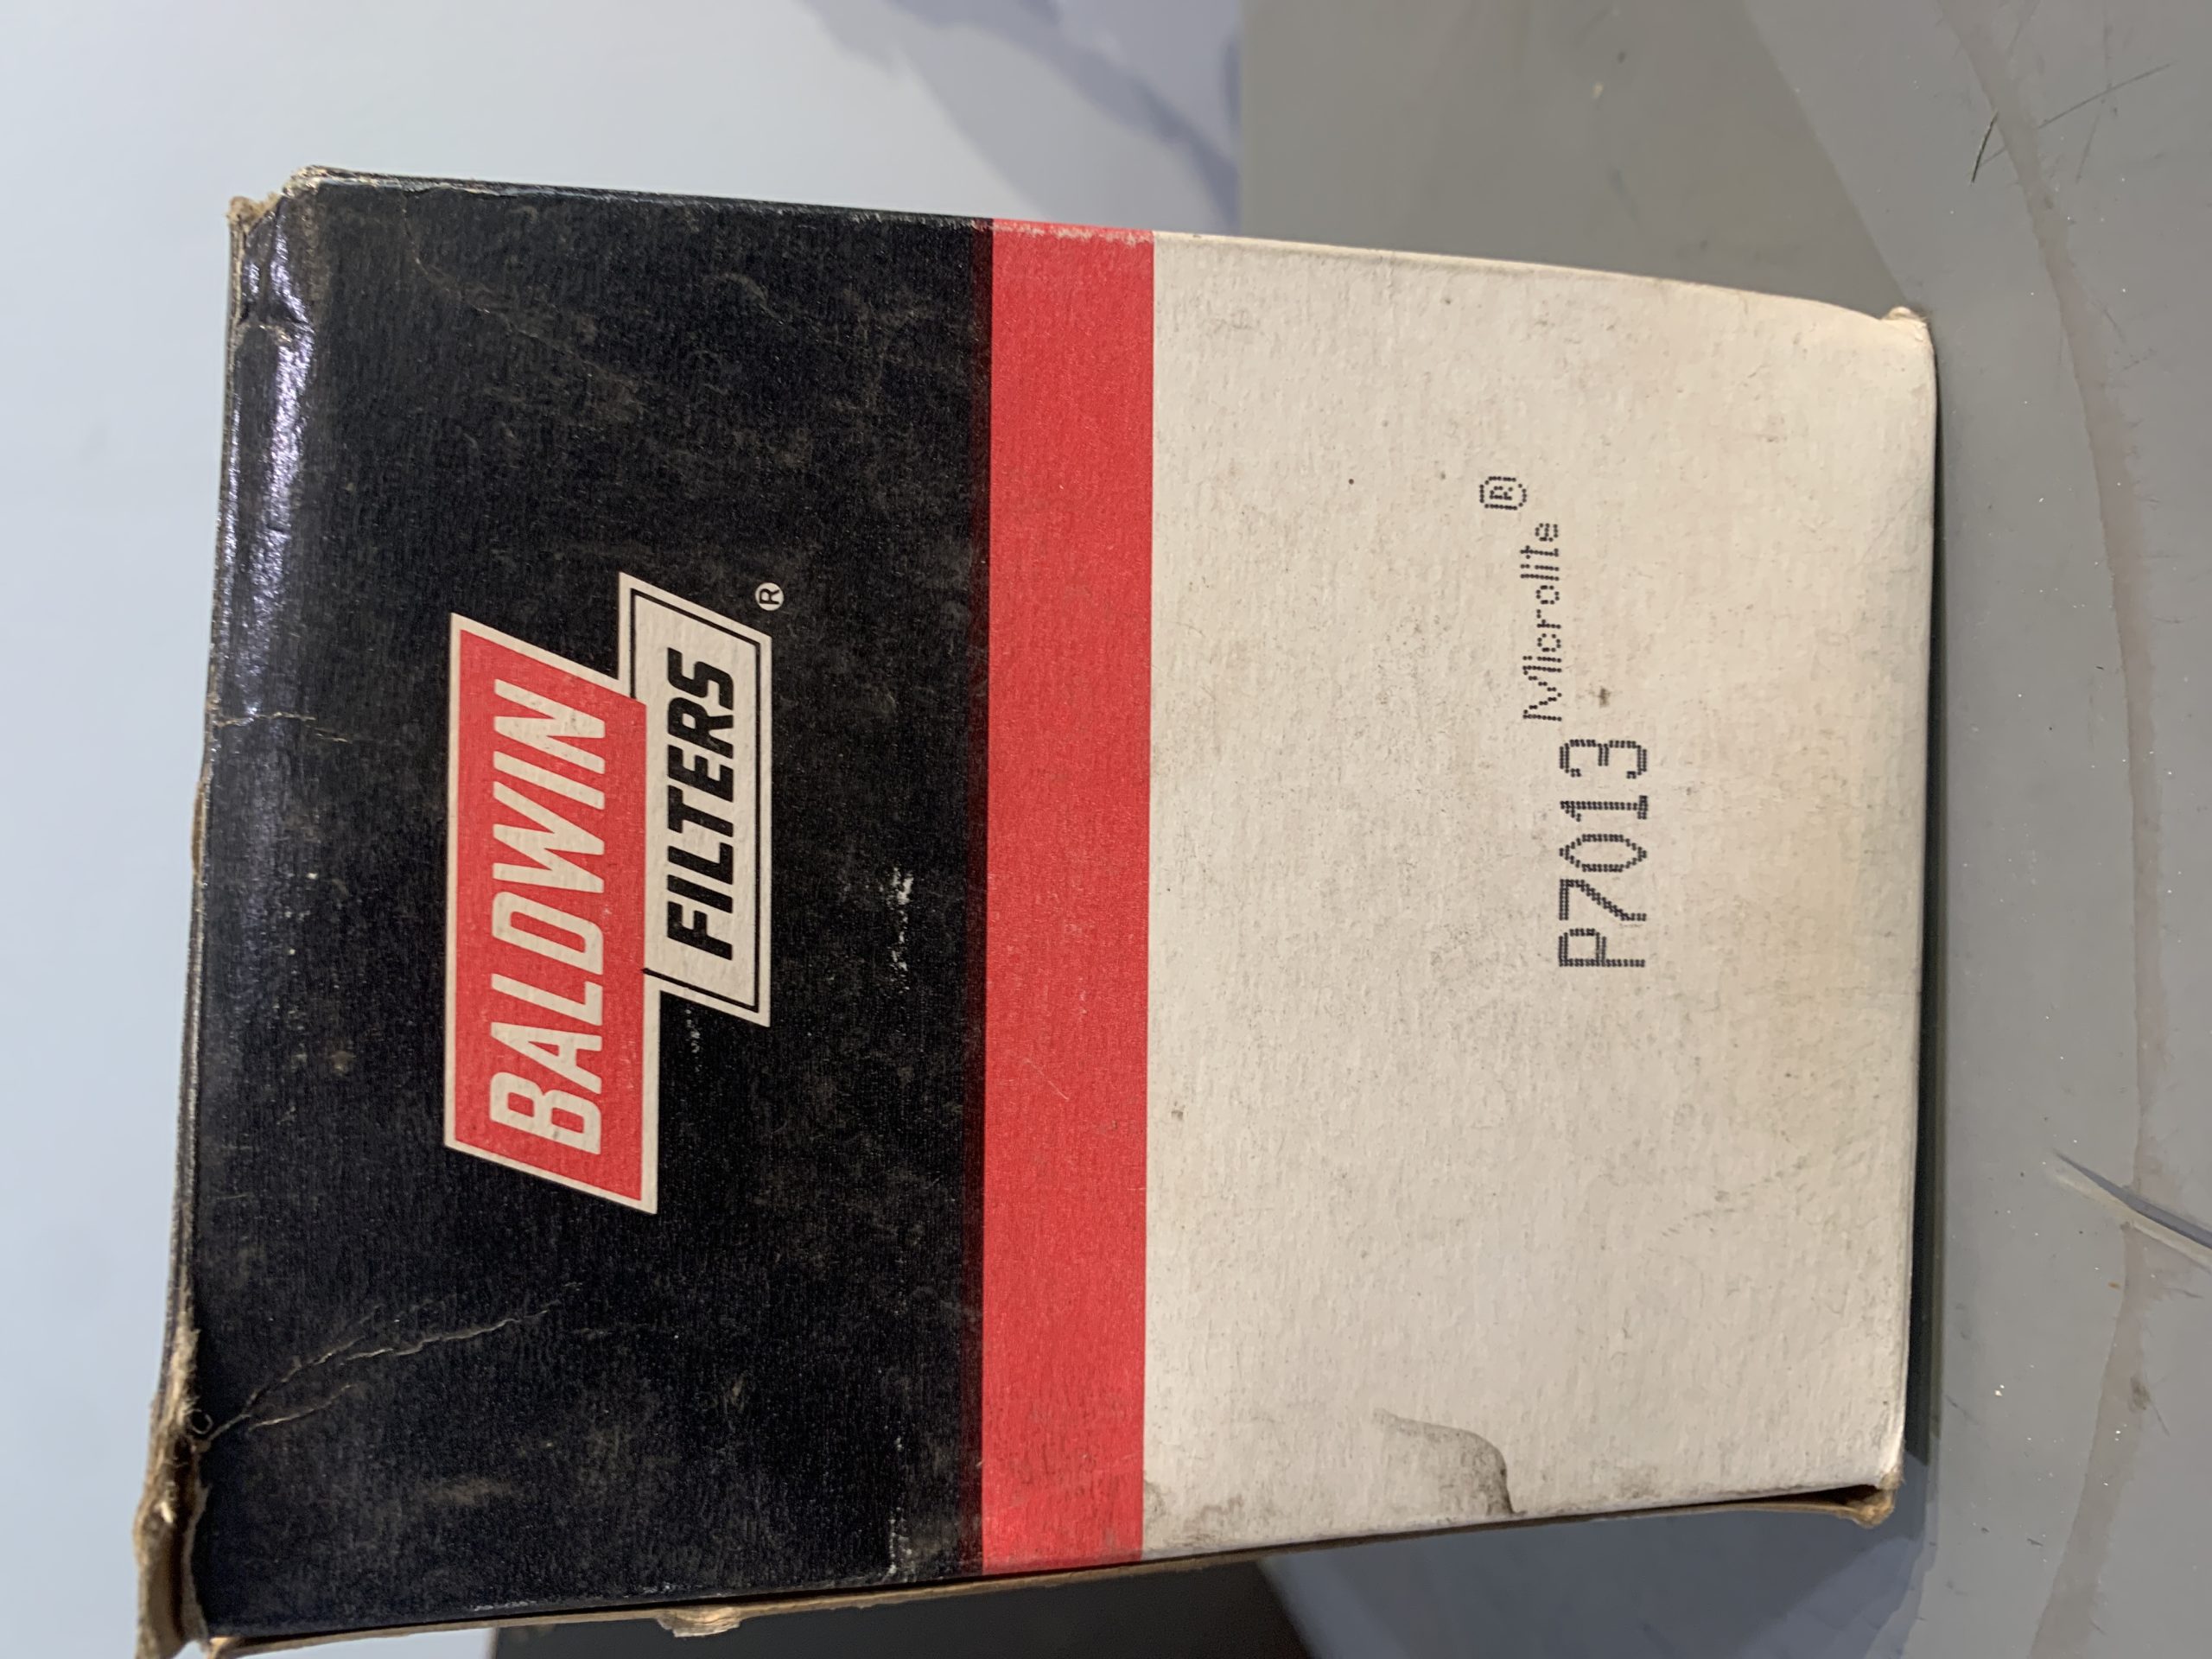 BALDWIN
FILTERS ®
P7013 Microlite ®